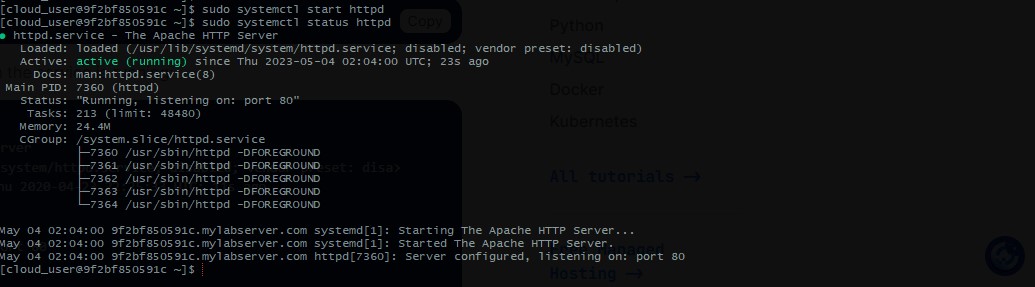 [cloud_user@9f2bf850591c ~]$ sudo systemctl start httpd
[cloud_user@9f2bf850591c ~]$ sudo systemctl status httpd
Copy
● httpd.service - The Apache HTTP Server
Loaded: loaded (/usr/lib/systemd/system/httpd.service; disabled; vendor preset: disabled)
Active: active (running) since Thu 2023-05-04 02:04:00 UTC; 23s ago
Docs: man:httpd.service(8)
Main PID: 7360 (httpd)
Status: "Running, listening on: port 80"
Tasks: 213 (limit: 48480)
Memory: 24.4M
CGroup: /system.slice/httpd.service
├─7360 /usr/sbin/httpd -DFOREGROUND
├─7361 /usr/sbin/httpd -DFOREGROUND
├─7362 /usr/sbin/httpd -DFOREGROUND
├─7363 /usr/sbin/httpd -DFOREGROUND
└─7364 /usr/sbin/httpd -DFOREGROUND
May 04 02:04:00 9f2bf850591c.mylabserver.com systemd[1]: Starting The Apache HTTP Server...
May 04 02:04:00 9f2bf850591c.mylabserver.com systemd[1]: Started The Apache HTTP Server.
May 04 02:04:00 9f2bf850591c.mylabserver.com httpd[7360]: Server configured, listening on: port 80
[cloud_user@9f2bf850591c ~]$
Python
MySQL
Docker
Kubernetes
All tutorials →
Hosting →